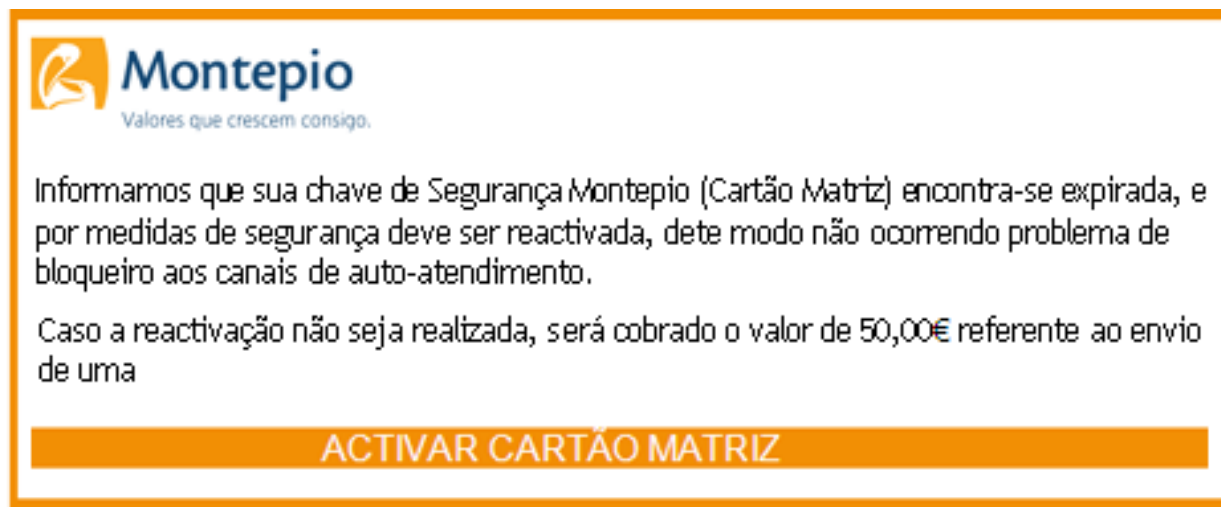 Montepio
Valores que crescem consigo.
Informamos que sua chave de Segurança Montepio (Cartão Matriz) encontra-se expirada, e
por medidas de segurança deve ser reactivada, dete modo não ocorrendo problema de
bloqueiro aos canais de auto-atendimento.
Caso a reactivação não seja realizada, será cobrado o valor de 50,00€ referente ao envio
de uma
ACTIVAR CARTÃO MATRIZ